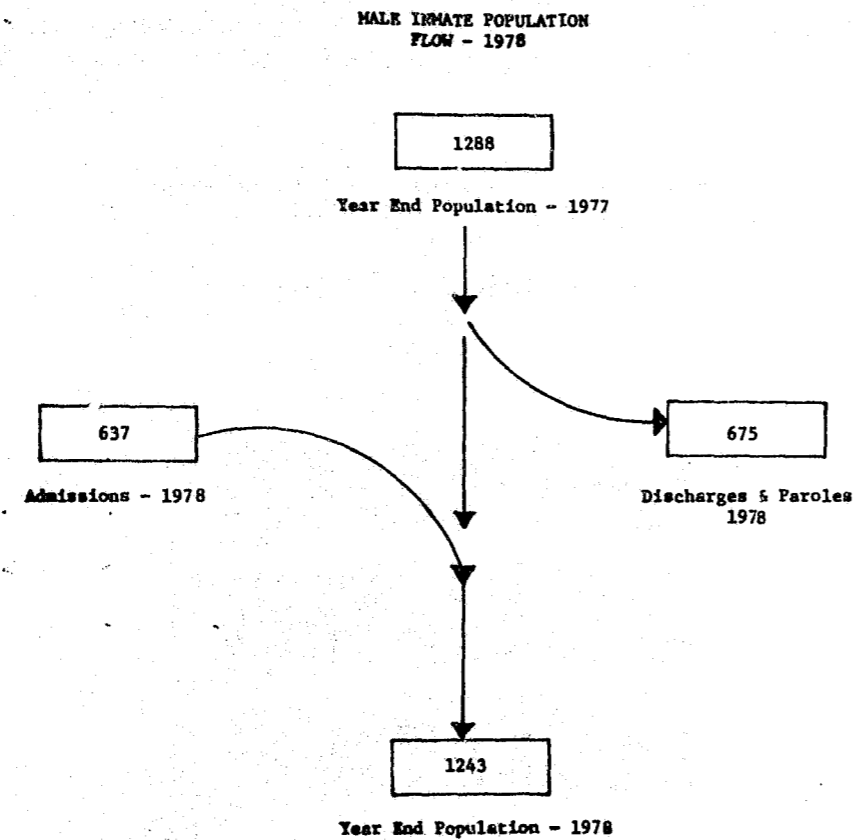 MALE INMATE POPULATION
FLOW - 1978
1288
Year End Population - 1977
637
Admissions - 1978
675
Discharges & Paroles
1978
1243
Year End Population - 1978